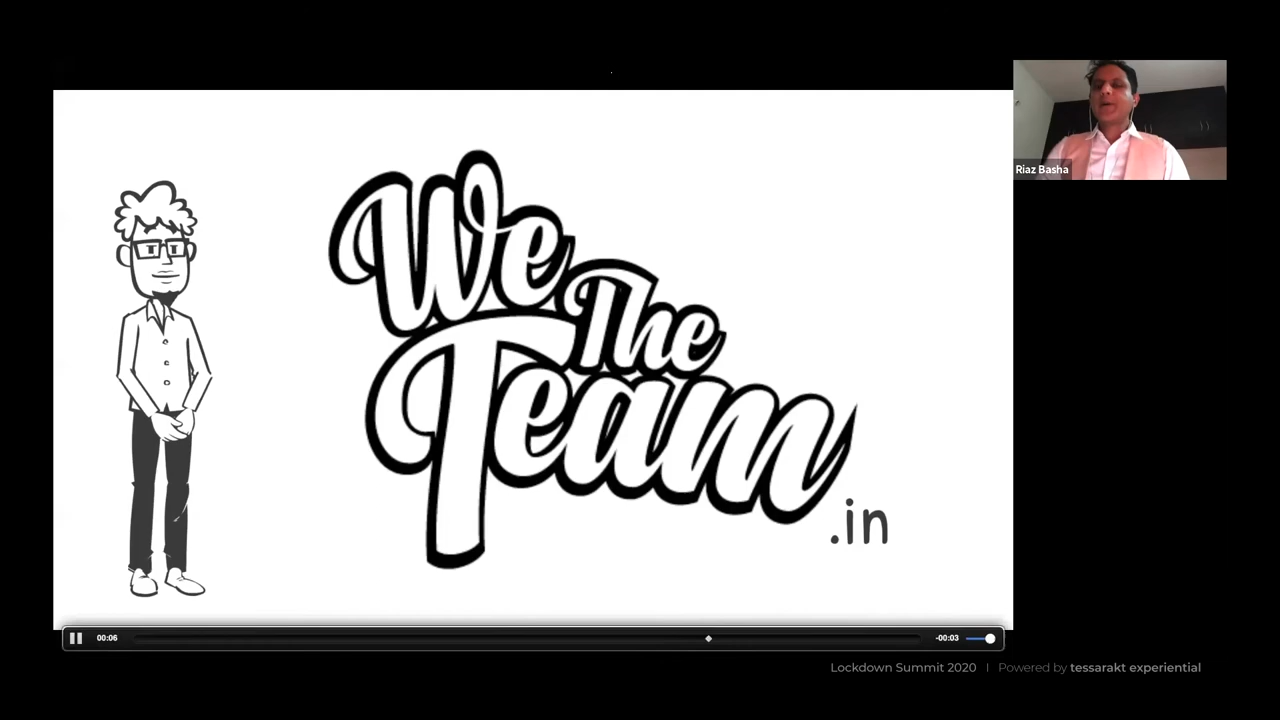 We
The
Team
.in
Riaz Basha
00:06
-00:03
Lockdown Summit 2020 | Powered by tessarakt experiential